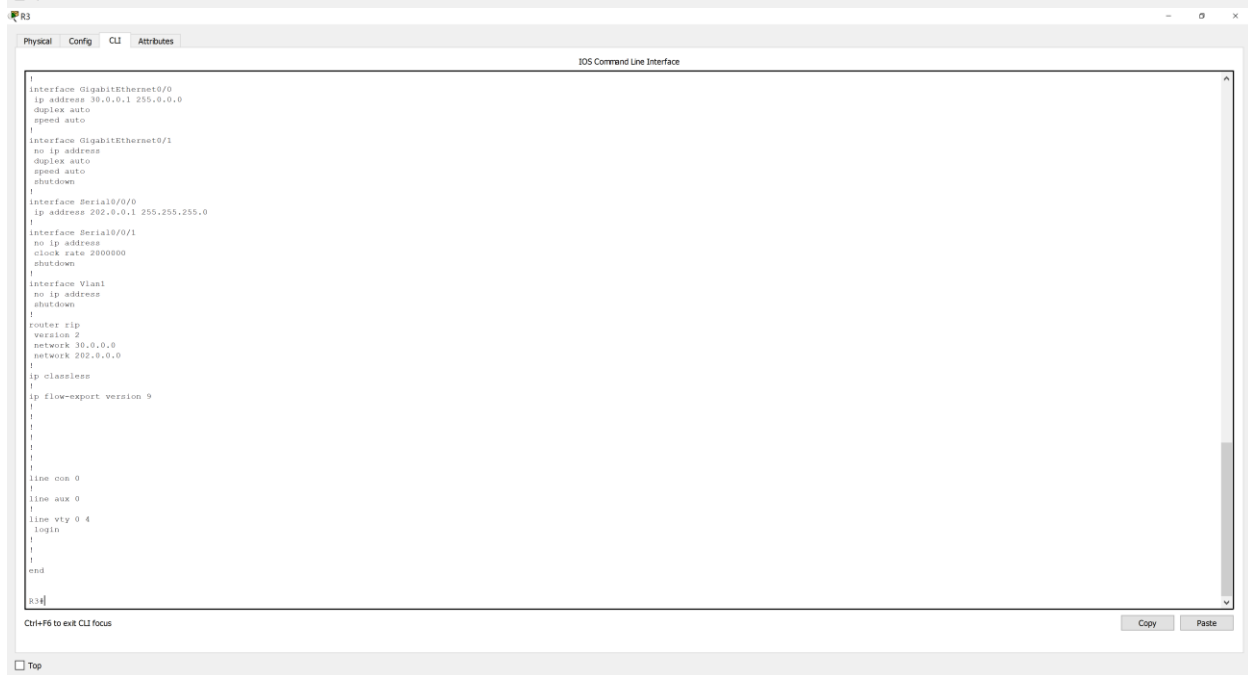 R3
Physical Config CLI Attributes
IOS Command Line Interface
!
interface GigabitEthernet0/0
ip address 30.0.0.1 255.0.0.0
duplex auto
speed auto
!
interface GigabitEthernet0/1
no ip address
duplex auto
speed auto
shutdown
!
interface Serial0/0/0
ip address 202.0.0.1 255.255.255.0
!
interface Serial0/0/1
no ip address
clock rate 2000000
shutdown
!
interface Vlan1
no ip address
shutdown
!
router rip
version 2
network 30.0.0.0
network 202.0.0.0
!
ip classless
!
ip flow-export version 9
!
!
!
!
!
!
!
line con 0
!
line aux 0
!
line vty 0 4
login
!
!
!
end
R3#
Ctrl+F6 to exit CLI focus
Copy Paste
Top